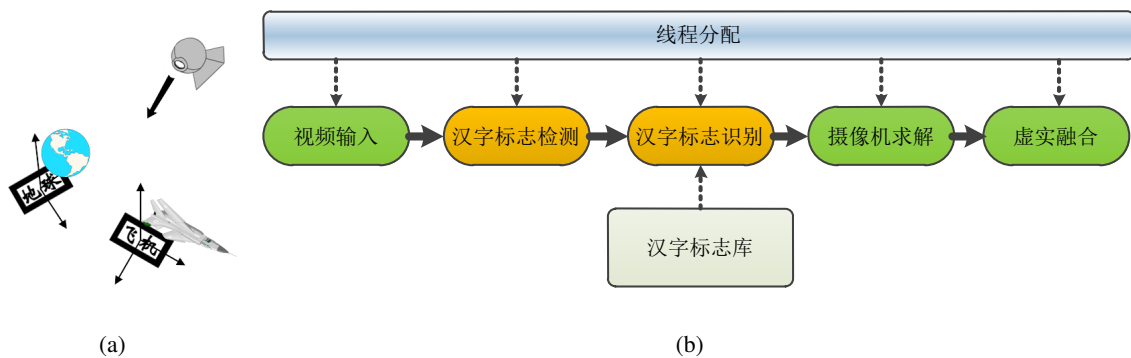 线程分配
视频输入
汉字标志检测
汉字标志识别
摄像机求解
虚实融合
汉字标志库
地球
飞机
(a)
(b)